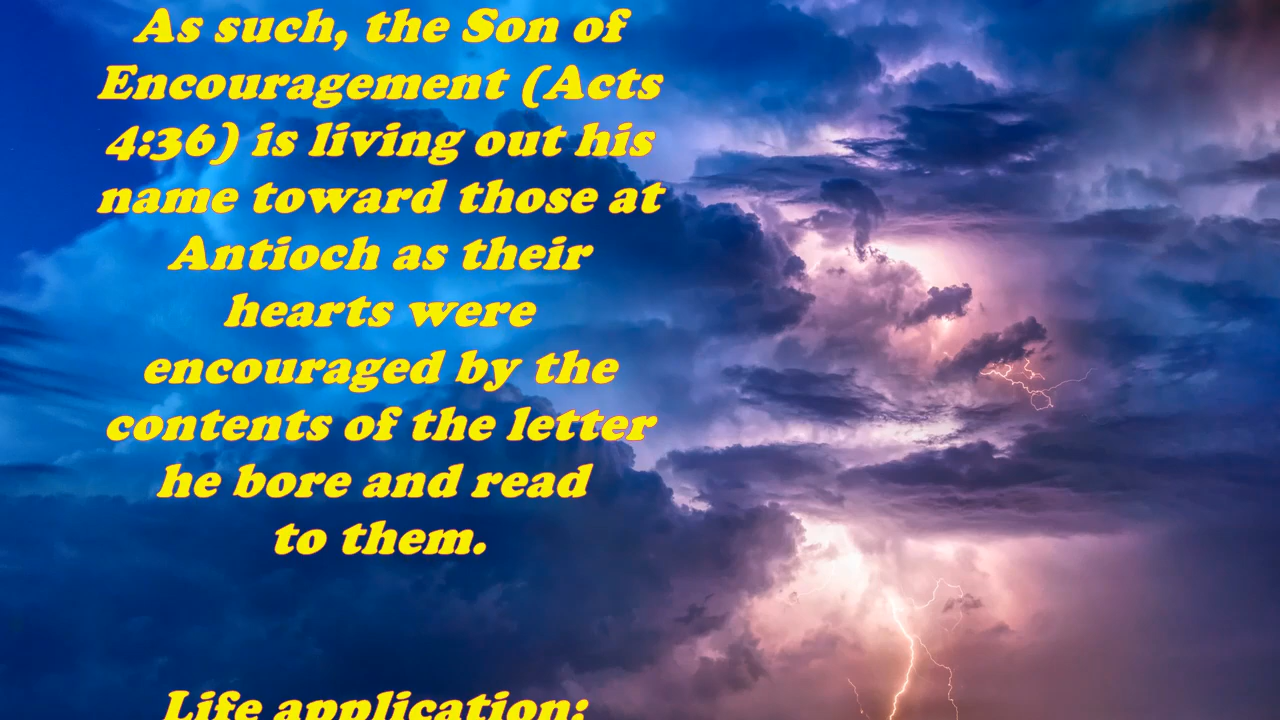 As such, the Son of
Encouragement (Acts
4:36) is living out his
name toward those at
Antioch as their
hearts were
encouraged by the
contents of the letter
he bore and read
to them.
Life application: